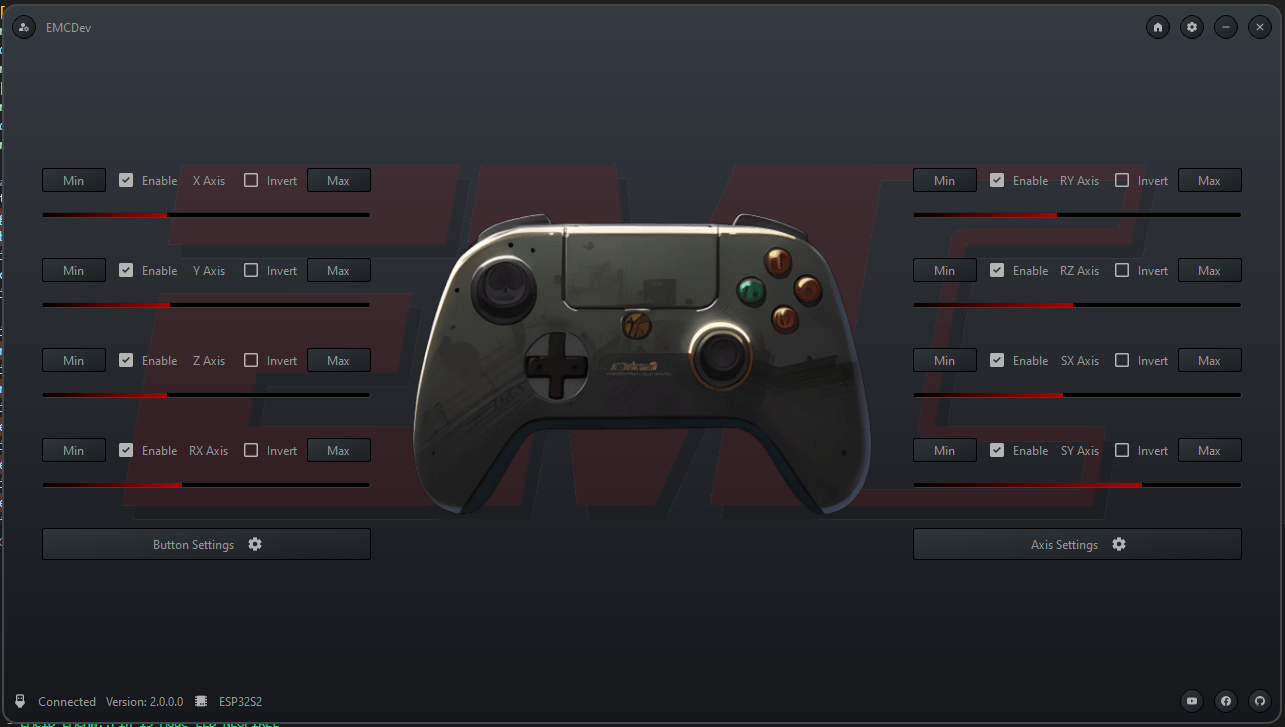 EMCDev
Min Enable X Axis Invert Max
Min Enable RY Axis Invert Max
Min Enable Y Axis Invert Max
Min Enable RZ Axis Invert Max
Min Enable Z Axis Invert Max
Min Enable SX Axis Invert Max
Min Enable RX Axis Invert Max
Min Enable SY Axis Invert Max
EMC
Button Settings
Axis Settings
Connected Version: 2.0.0.0 ESP32S2